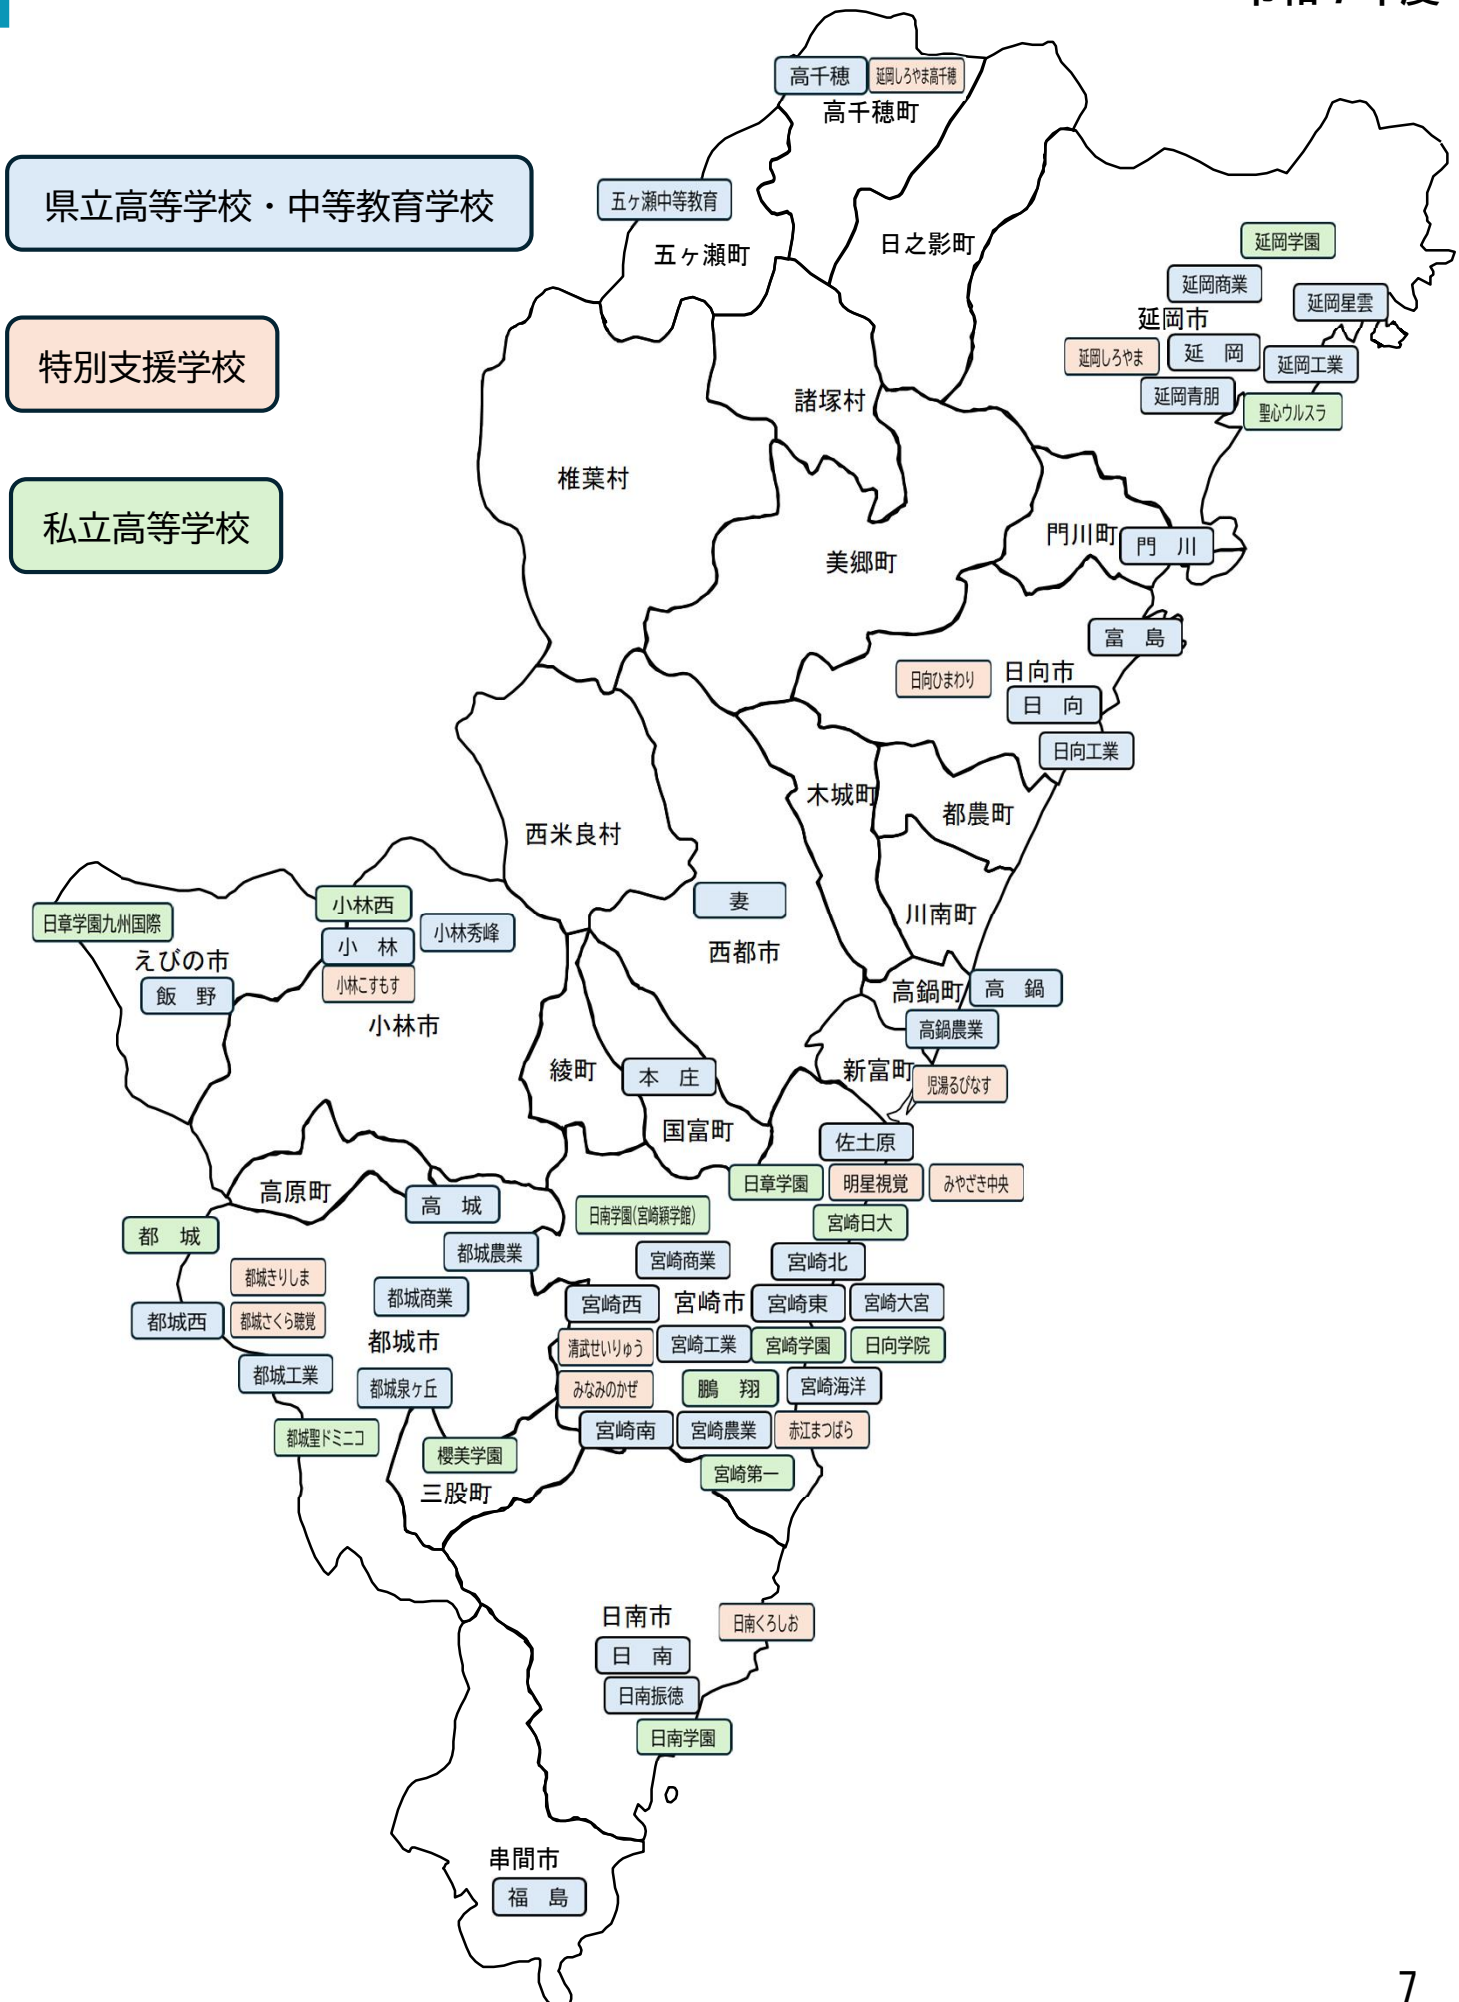 令和7年度
県立高等学校・中等教育学校
特別支援学校
私立高等学校
高千穂
延岡しろやま高千穂
高千穂町
五ヶ瀬中等教育
五ヶ瀬町
日之影町
延岡学園
延岡商業
延岡星雲
延岡市
延岡しろやま
延　岡
延岡工業
延岡青朋
聖心ウルスラ
諸塚村
椎葉村
美郷町
門川町
門　川
富　島
日向ひまわり
日向市
日　向
日向工業
木城町
都農町
西米良村
川南町
妻
西都市
小林西
日章学園九州国際
小　林
小林秀峰
えびの市
飯　野
小林こすもす
小林市
高鍋町
高　鍋
高鍋農業
新富町
児湯るぴなす
綾町
本　庄
国富町
佐土原
高原町
高　城
日章学園
明星視覚
みやざき中央
日南学園(宮崎穎学館)
宮崎日大
都　城
都城農業
宮崎商業
宮崎北
都城きりしま
都城商業
宮崎西
宮崎市
宮崎東
宮崎大宮
都城西
都城さくら聴覚
都城市
清武せいりゅう
宮崎工業
宮崎学園
日向学院
都城工業
都城泉ヶ丘
みなみのかぜ
鵬　翔
宮崎海洋
都城聖ドミニコ
宮崎南
宮崎農業
赤江まつばら
櫻美学園
宮崎第一
三股町
日南市
日南くろしお
日　南
日南振徳
日南学園
串間市
福　島
7